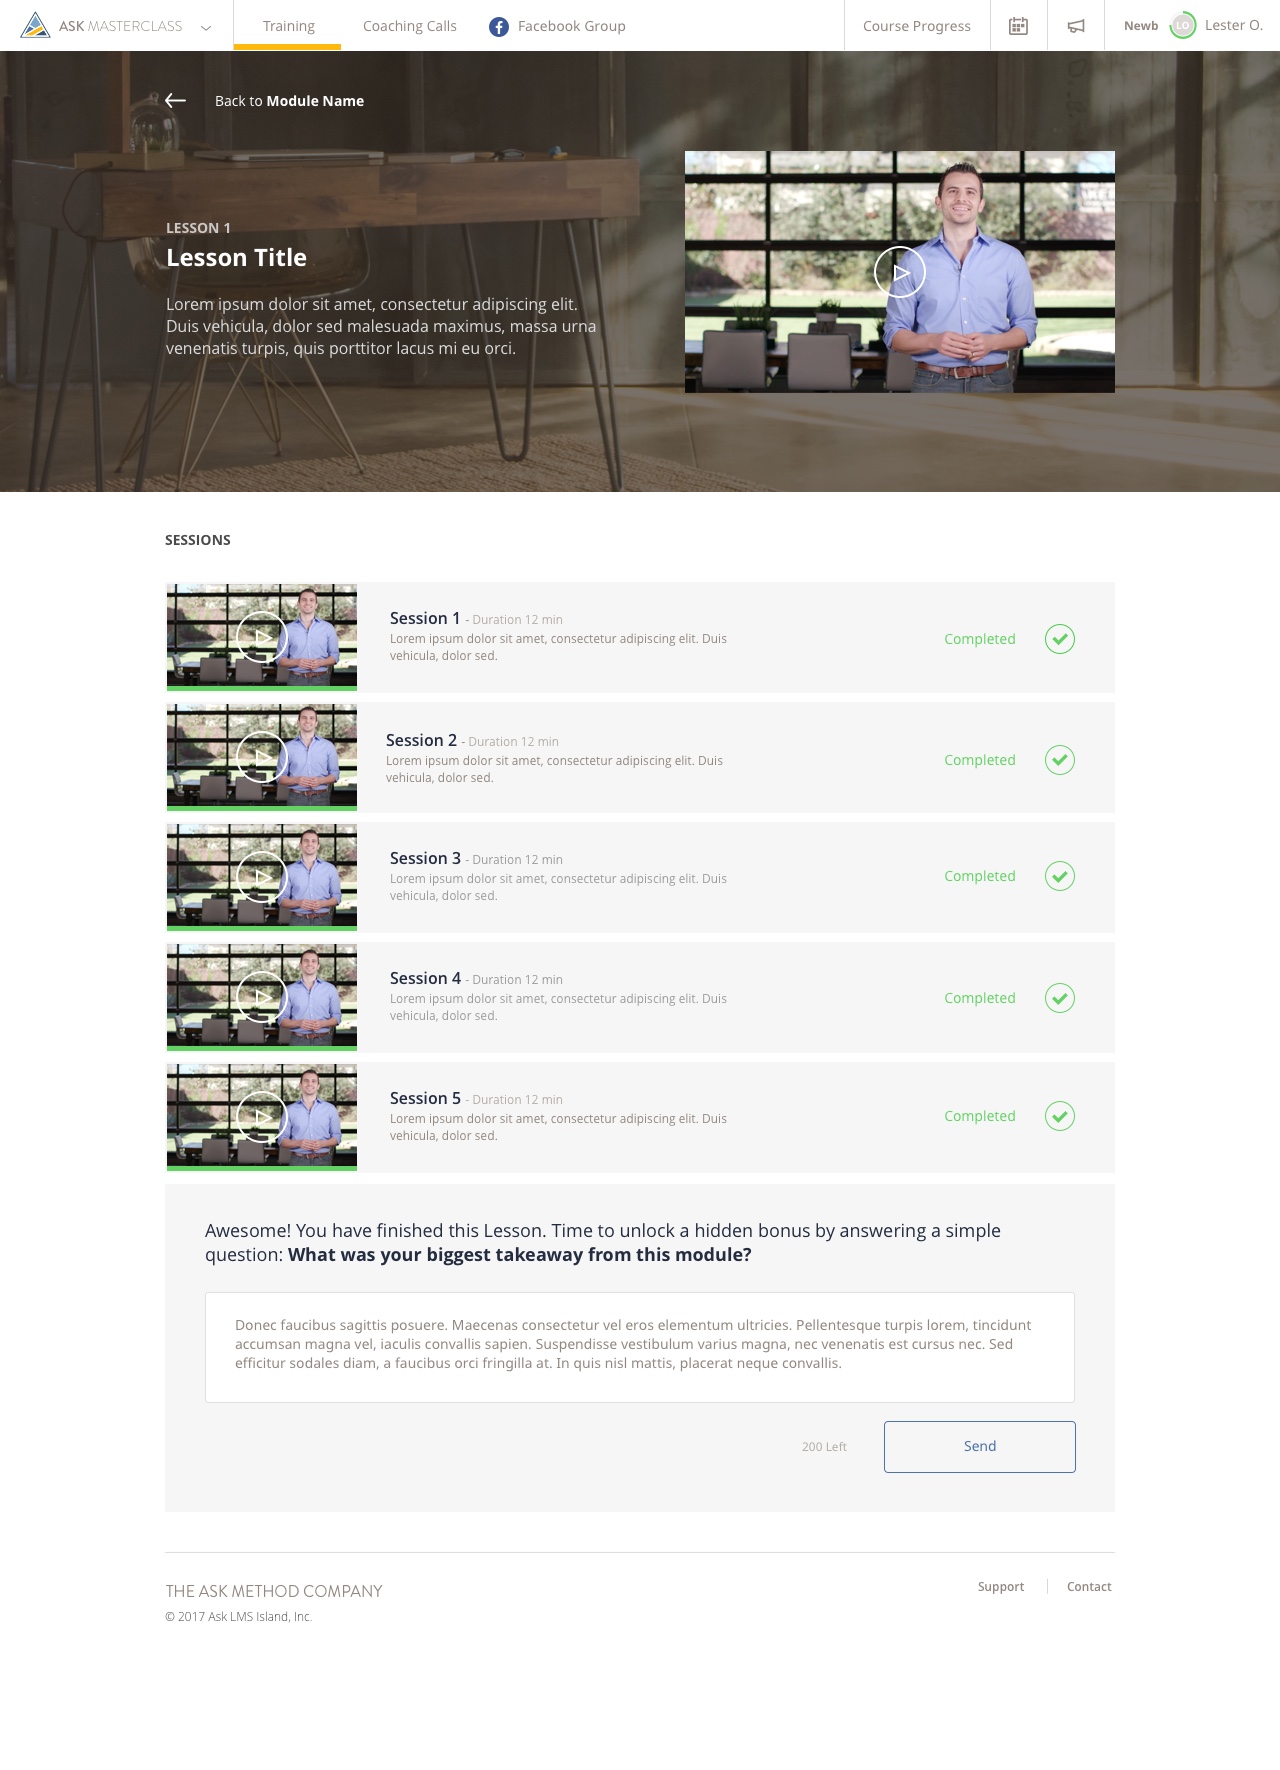 ASK MASTERCLASS
Training
Coaching Calls
Facebook Group
Course Progress
Newb
LO
Lester O.
Back to Module Name
LESSON 1
Lesson Title
Lorem ipsum dolor sit amet, consectetur adipiscing elit.
Duis vehicula, dolor sed malesuada maximus, massa urna
venenatis turpis, quis porttitor lacus mi eu orci.
SESSIONS
Session 1 - Duration 12 min
Lorem ipsum dolor sit amet, consectetur adipiscing elit. Duis
vehicula, dolor sed.
Completed
Session 2 - Duration 12 min
Lorem ipsum dolor sit amet, consectetur adipiscing elit. Duis
vehicula, dolor sed.
Completed
Session 3 - Duration 12 min
Lorem ipsum dolor sit amet, consectetur adipiscing elit. Duis
vehicula, dolor sed.
Completed
Session 4 - Duration 12 min
Lorem ipsum dolor sit amet, consectetur adipiscing elit. Duis
vehicula, dolor sed.
Completed
Session 5 - Duration 12 min
Lorem ipsum dolor sit amet, consectetur adipiscing elit. Duis
vehicula, dolor sed.
Completed
Awesome! You have finished this Lesson. Time to unlock a hidden bonus by answering a simple
question: What was your biggest takeaway from this module?
Donec faucibus sagittis posuere. Maecenas consectetur vel eros elementum ultricies. Pellentesque turpis lorem, tincidunt
accumsan magna vel, iaculis convallis sapien. Suspendisse vestibulum varius magna, nec venenatis est cursus nec. Sed
efficitur sodales diam, a faucibus orci fringilla at. In quis nisl mattis, placerat neque convallis.
200 Left
Send
THE ASK METHOD COMPANY
© 2017 Ask LMS Island, Inc.
Support
Contact